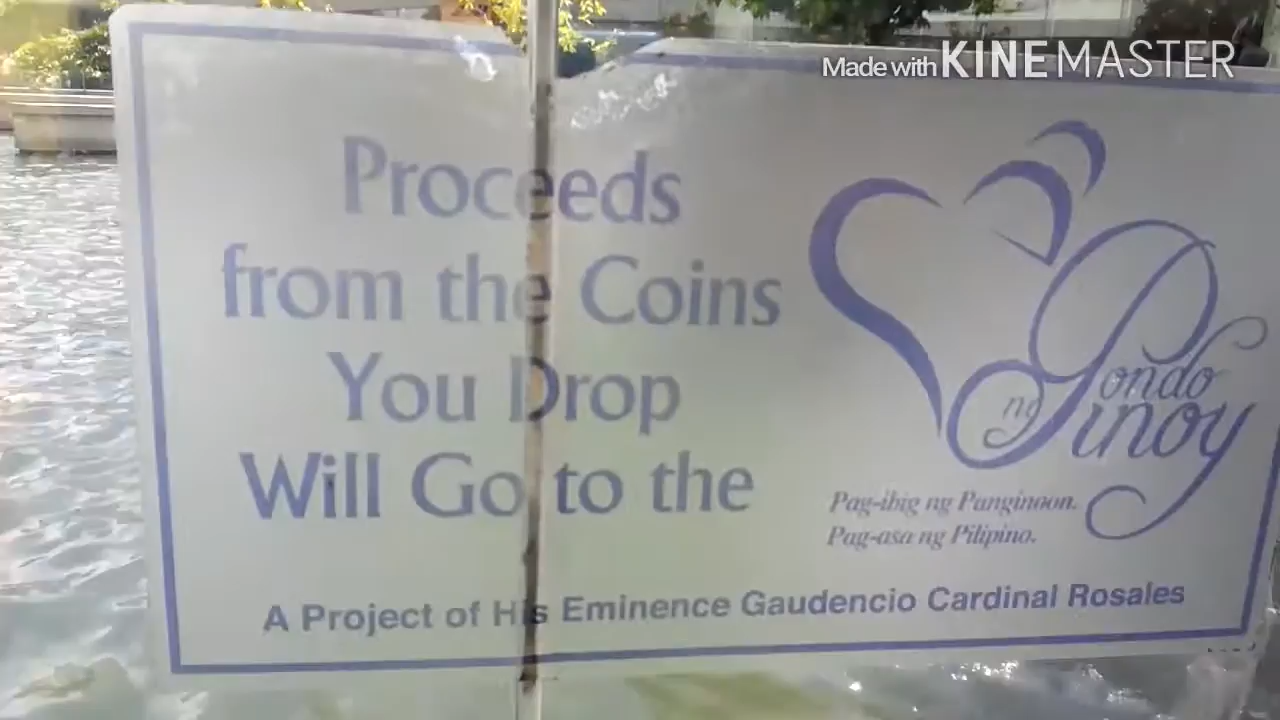 Made with KINEMASTER
Proceeds
from the Coins
You Drop
Will Go to the
Pondo
ng
Pinoy
Pag-ibig ng Panginoon.
Pag-asa ng Pilipino.
A Project of His Eminence Gaudencio Cardinal Rosales